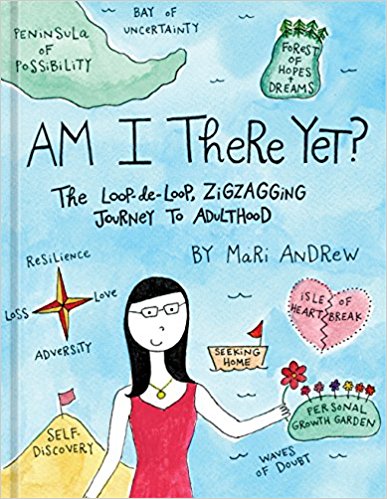 PENINSULA
OF
POSSIBILITY
BAY OF
UNCERTAINTY
FOREST
OF
HOPES +
DREAMS
AM I THERE YET?
THE LOOP-DE-LOOP, ZIGZAGGING
JOURNEY TO ADULTHOOD
BY MARI ANDREW
RESILIENCE
LOSS
LOVE
ADVERSITY
ISLE OF
HEART BREAK
SEEKING
HOME
SELF-
DISCOVERY
PERSONAL
GROWTH GARDEN
WAVES
OF DOUBT